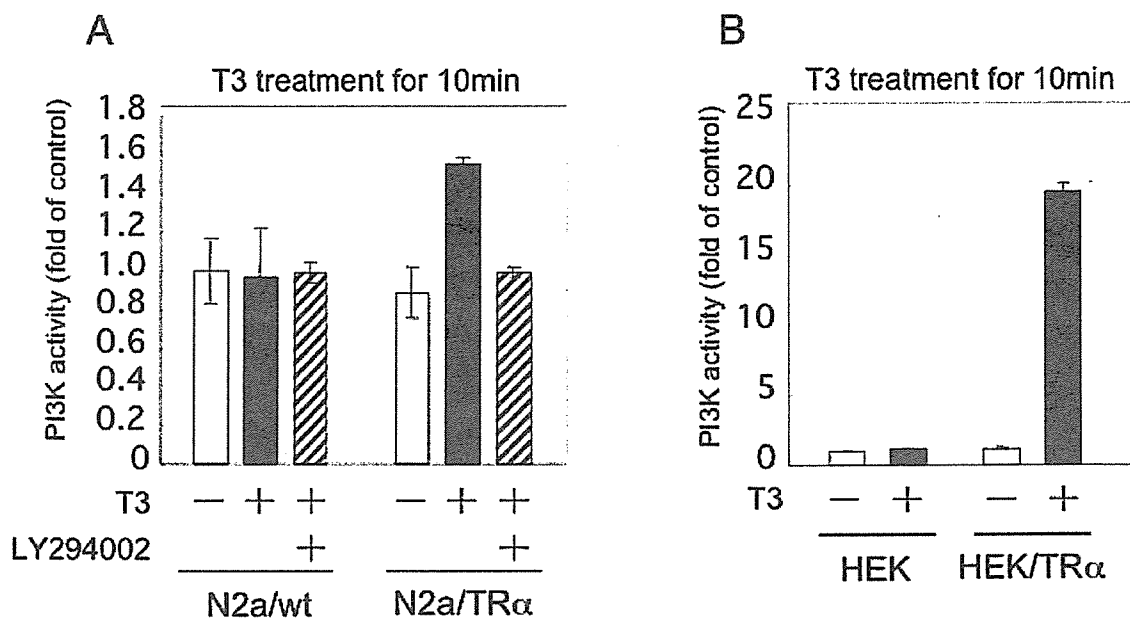 A
T3 treatment for 10min
PI3K activity (fold of control)
1.8
1.6
1.4
1.2
1.0
0.8
0.6
0.4
0.2
0
T3 − + + − + +
LY294002 + +
N2a/wt N2a/TRα
B
T3 treatment for 10min
PI3K activity (fold of control)
25
20
15
10
5
0
T3 − + − +
HEK HEK/TRα